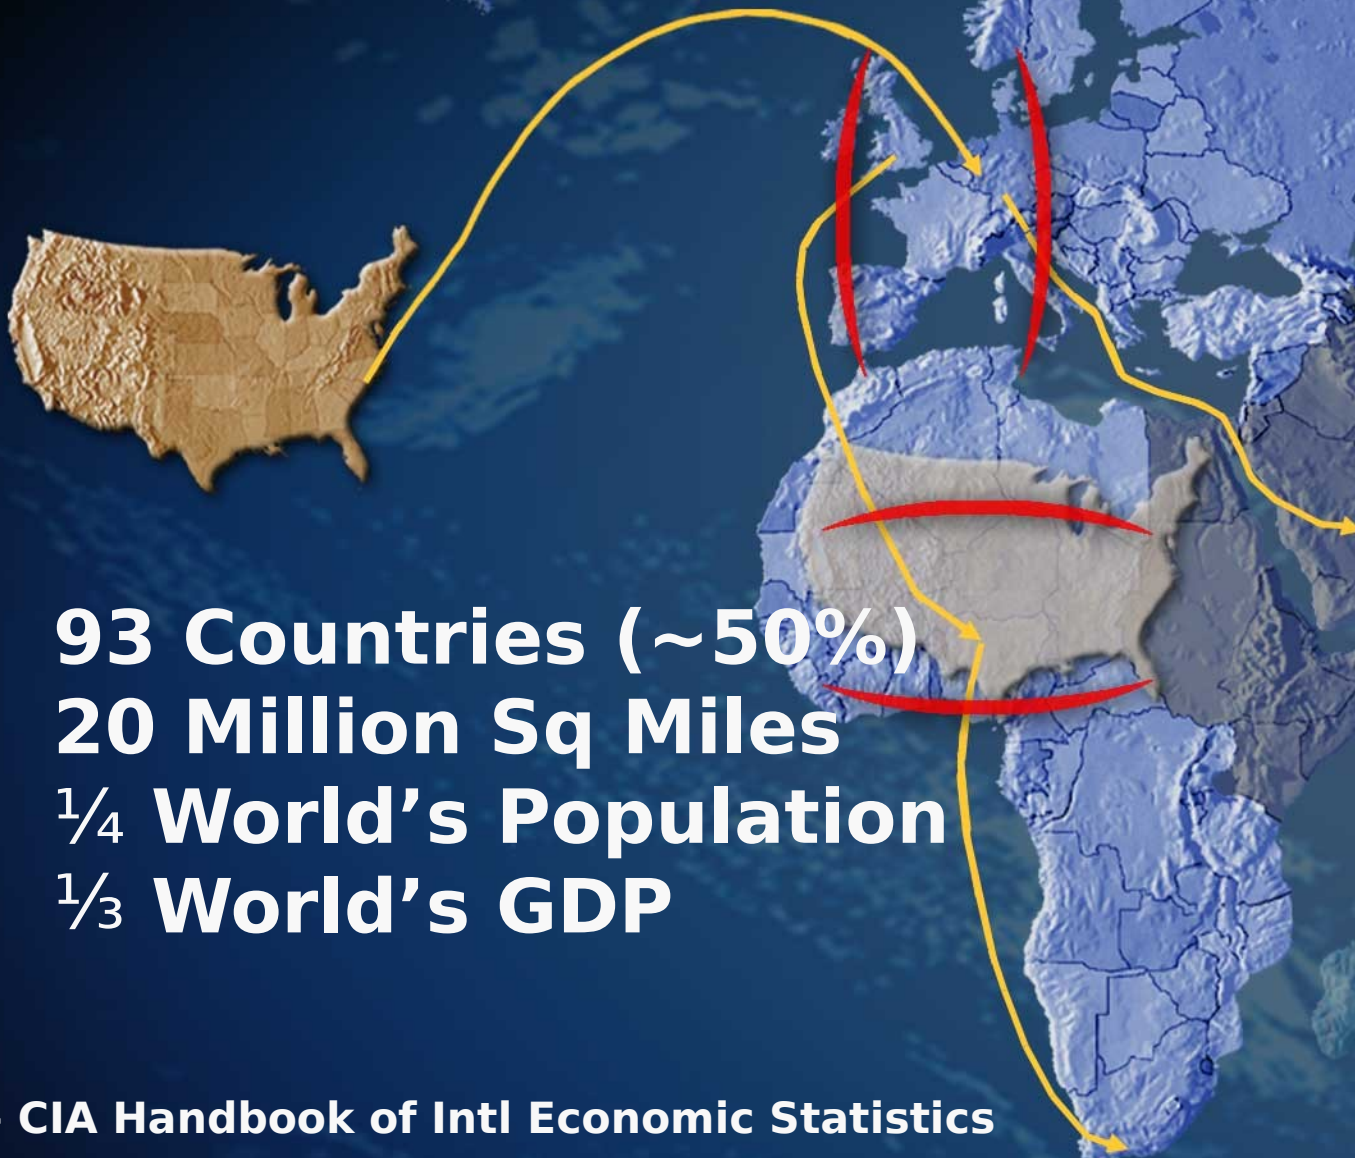 93 Countries (~50%)
20 Million Sq Miles
¼ World’s Population
⅓ World’s GDP
CIA Handbook of Intl Economic Statistics